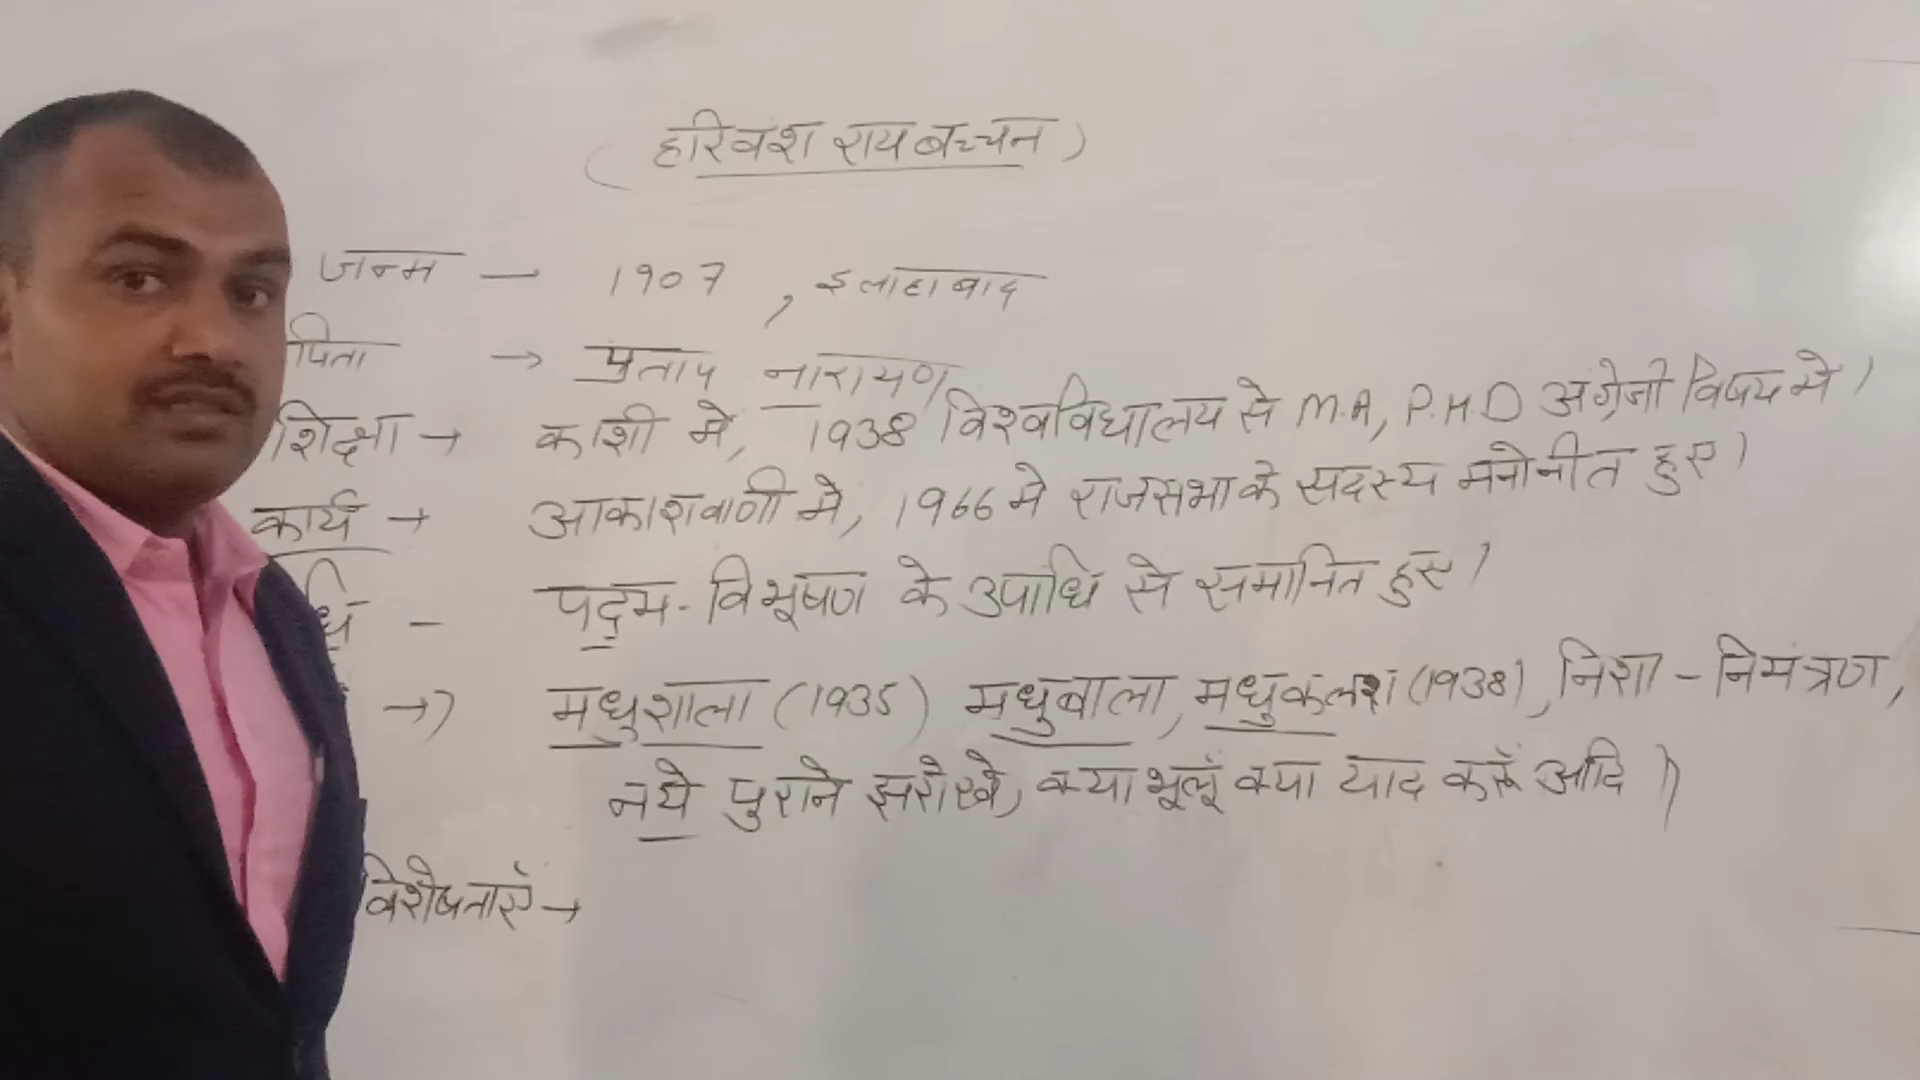 (हरिवंश राय बच्चन)
जन्म — 1907 , इलाहाबाद
पिता → प्रताप नारायण
शिक्षा → काशी मे, 1938 विश्वविघालय से M.A, P.H.D अंग्रेजी विषय मे।
कार्य → आकाशवाणी मे, 1966 मे राजसभा के सदस्य मनोनीत हुए।
धि - पद्म-विभूषण के उपाधि से समानित हुए।
→ मधुशाला (1935) मधुबाला, मधुकलश (1938), निशा - निमंत्रण,
नये पुराने झरोखे, क्या भूलूं क्या याद करूं आदि।
विशेषताएँ →